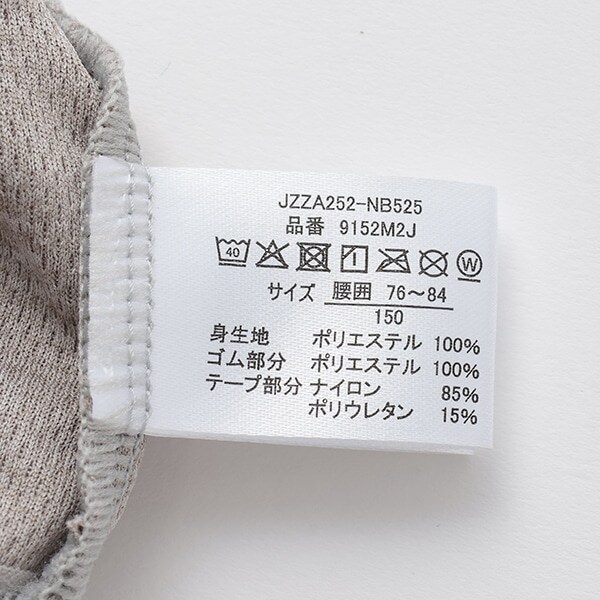 JZZA252-NB525
品番 9152M2J
40 W
サイズ 腰囲 76～84
150
身生地 ポリエステル 100%
ゴム部分 ポリエステル 100%
テープ部分 ナイロン 85%
ポリウレタン 15%